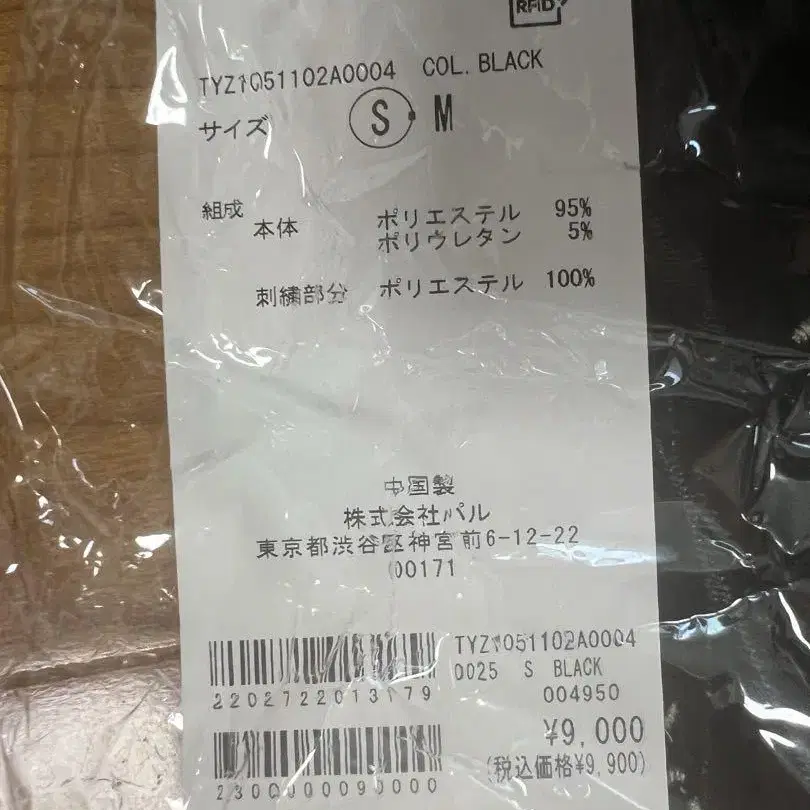 RFID
TYZ1051102A0004 COL.BLACK
サイズ S・M
組成 本体 ポリエステル 95%
ポリウレタン 5%
刺繍部分 ポリエステル 100%
中国製
株式会社パル
東京都渋谷区神宮前6-12-22
00171
TYZ1051102A0004
0025 S BLACK
2202722013179
004950
¥9,000
(税込価格¥9,900)
2300000090000